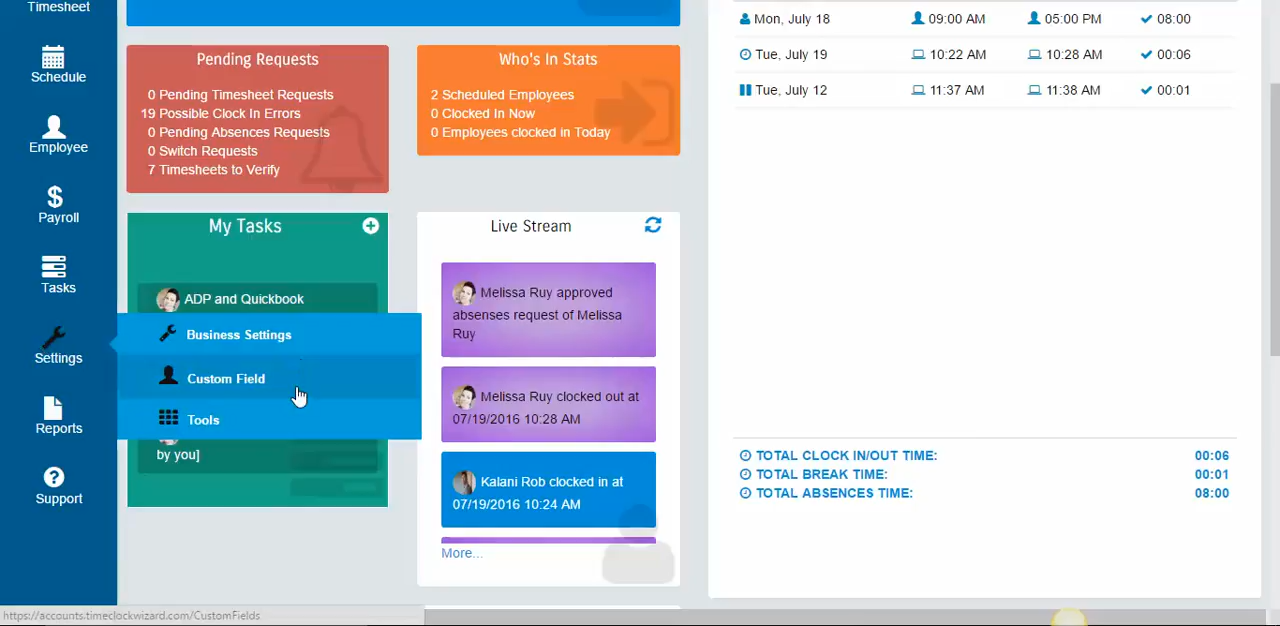 Timesheet
Schedule
Employee
Payroll
Tasks
Settings
Reports
Support
Pending Requests
0 Pending Timesheet Requests
19 Possible Clock In Errors
0 Pending Absences Requests
0 Switch Requests
7 Timesheets to Verify
Who's In Stats
2 Scheduled Employees
0 Clocked In Now
0 Employees clocked in Today
My Tasks
ADP and Quickbook
Business Settings
Custom Field
Tools
by you]
Live Stream
Melissa Ruy approved
absenses request of Melissa
Ruy
Melissa Ruy clocked out at
07/19/2016 10:28 AM
Kalani Rob clocked in at
07/19/2016 10:24 AM
More...
Mon, July 18 09:00 AM 05:00 PM 08:00
Tue, July 19 10:22 AM 10:28 AM 00:06
Tue, July 12 11:37 AM 11:38 AM 00:01
TOTAL CLOCK IN/OUT TIME: 00:06
TOTAL BREAK TIME: 00:01
TOTAL ABSENCES TIME: 08:00
https://accounts.timeclockwizard.com/CustomFields